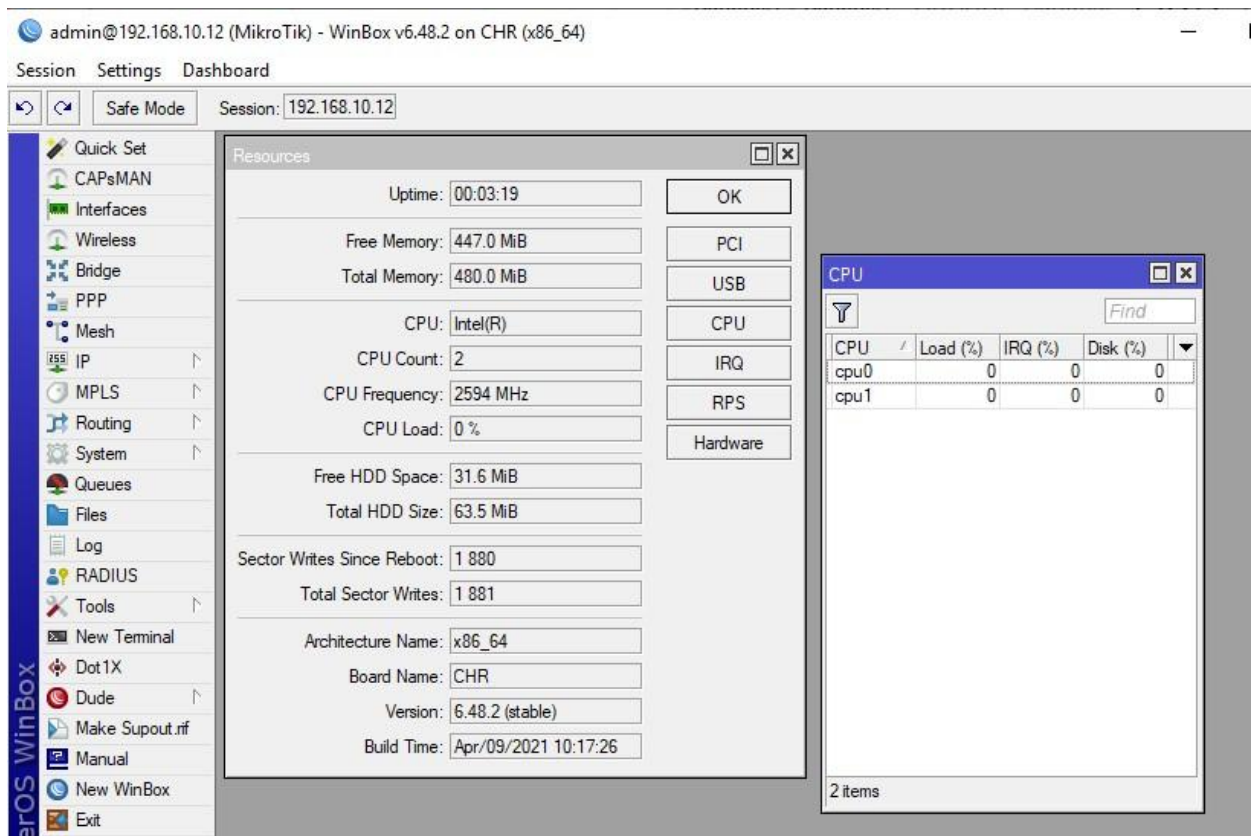 admin@192.168.10.12 (MikroTik) - WinBox v6.48.2 on CHR (x86_64)
Session Settings Dashboard
Safe Mode Session: 192.168.10.12
Quick Set
CAPsMAN
Interfaces
Wireless
Bridge
PPP
Mesh
255 IP
MPLS
Routing
System
Queues
Files
Log
RADIUS
Tools
New Terminal
Dot1X
Dude
Make Supout.rif
Manual
New WinBox
Exit
erOS WinBox
Resources
Uptime: 00:03:19
Free Memory: 447.0 MiB
Total Memory: 480.0 MiB
CPU: Intel(R)
CPU Count: 2
CPU Frequency: 2594 MHz
CPU Load: 0 %
Free HDD Space: 31.6 MiB
Total HDD Size: 63.5 MiB
Sector Writes Since Reboot: 1 880
Total Sector Writes: 1 881
Architecture Name: x86_64
Board Name: CHR
Version: 6.48.2 (stable)
Build Time: Apr/09/2021 10:17:26
OK
PCI
USB
CPU
IRQ
RPS
Hardware
CPU
Find
CPU Load (%) IRQ (%) Disk (%)
cpu0 0 0 0
cpu1 0 0 0
2 items